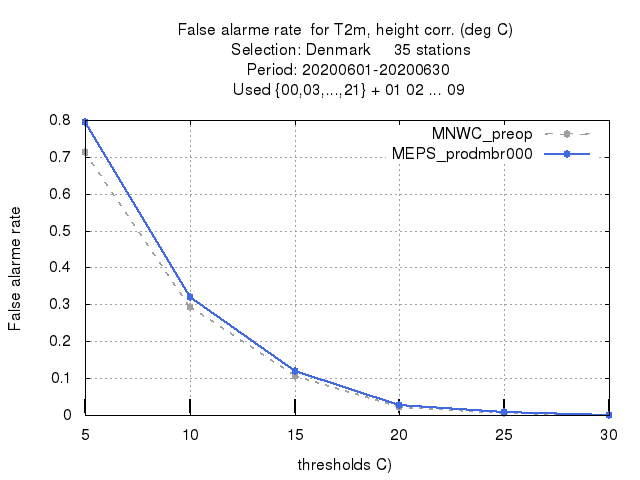 False alarme rate  for T2m, height corr. (deg C)
Selection: Denmark     35 stations
Period: 20200601-20200630
Used {00,03,...,21} + 01 02 ... 09
MNWC_preop
MEPS_prodmbr000
False alarme rate
0.8
0.7
0.6
0.5
0.4
0.3
0.2
0.1
0
5 10 15 20 25 30
thresholds C)